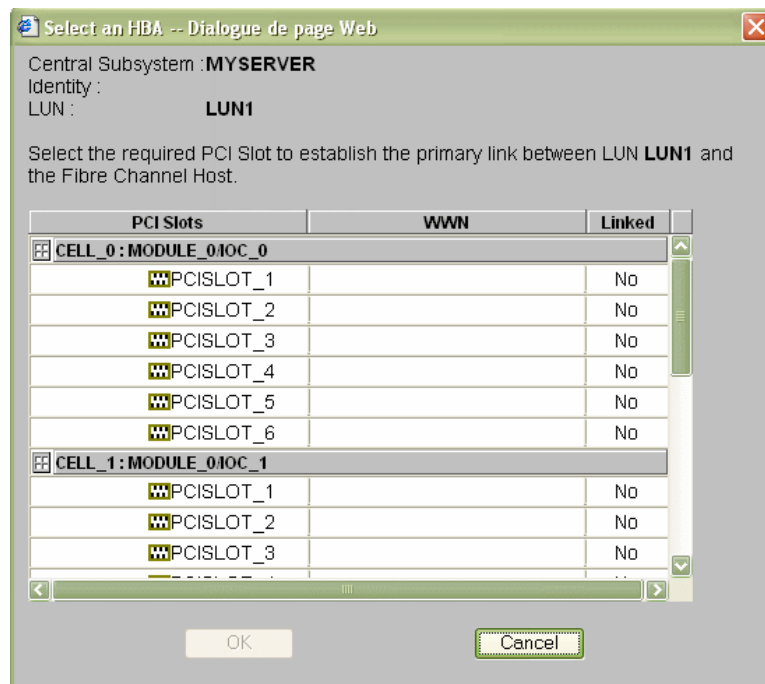 Select an HBA -- Dialogue de page Web
Central Subsystem : MYSERVER
Identity :
LUN : LUN1
Select the required PCI Slot to establish the primary link between LUN LUN1 and
the Fibre Channel Host.
PCI Slots WWN Linked
CELL_0 : MODULE_0/IOC_0
PCISLOT_1 No
PCISLOT_2 No
PCISLOT_3 No
PCISLOT_4 No
PCISLOT_5 No
PCISLOT_6 No
CELL_1 : MODULE_0/IOC_1
PCISLOT_1 No
PCISLOT_2 No
PCISLOT_3 No
OK Cancel